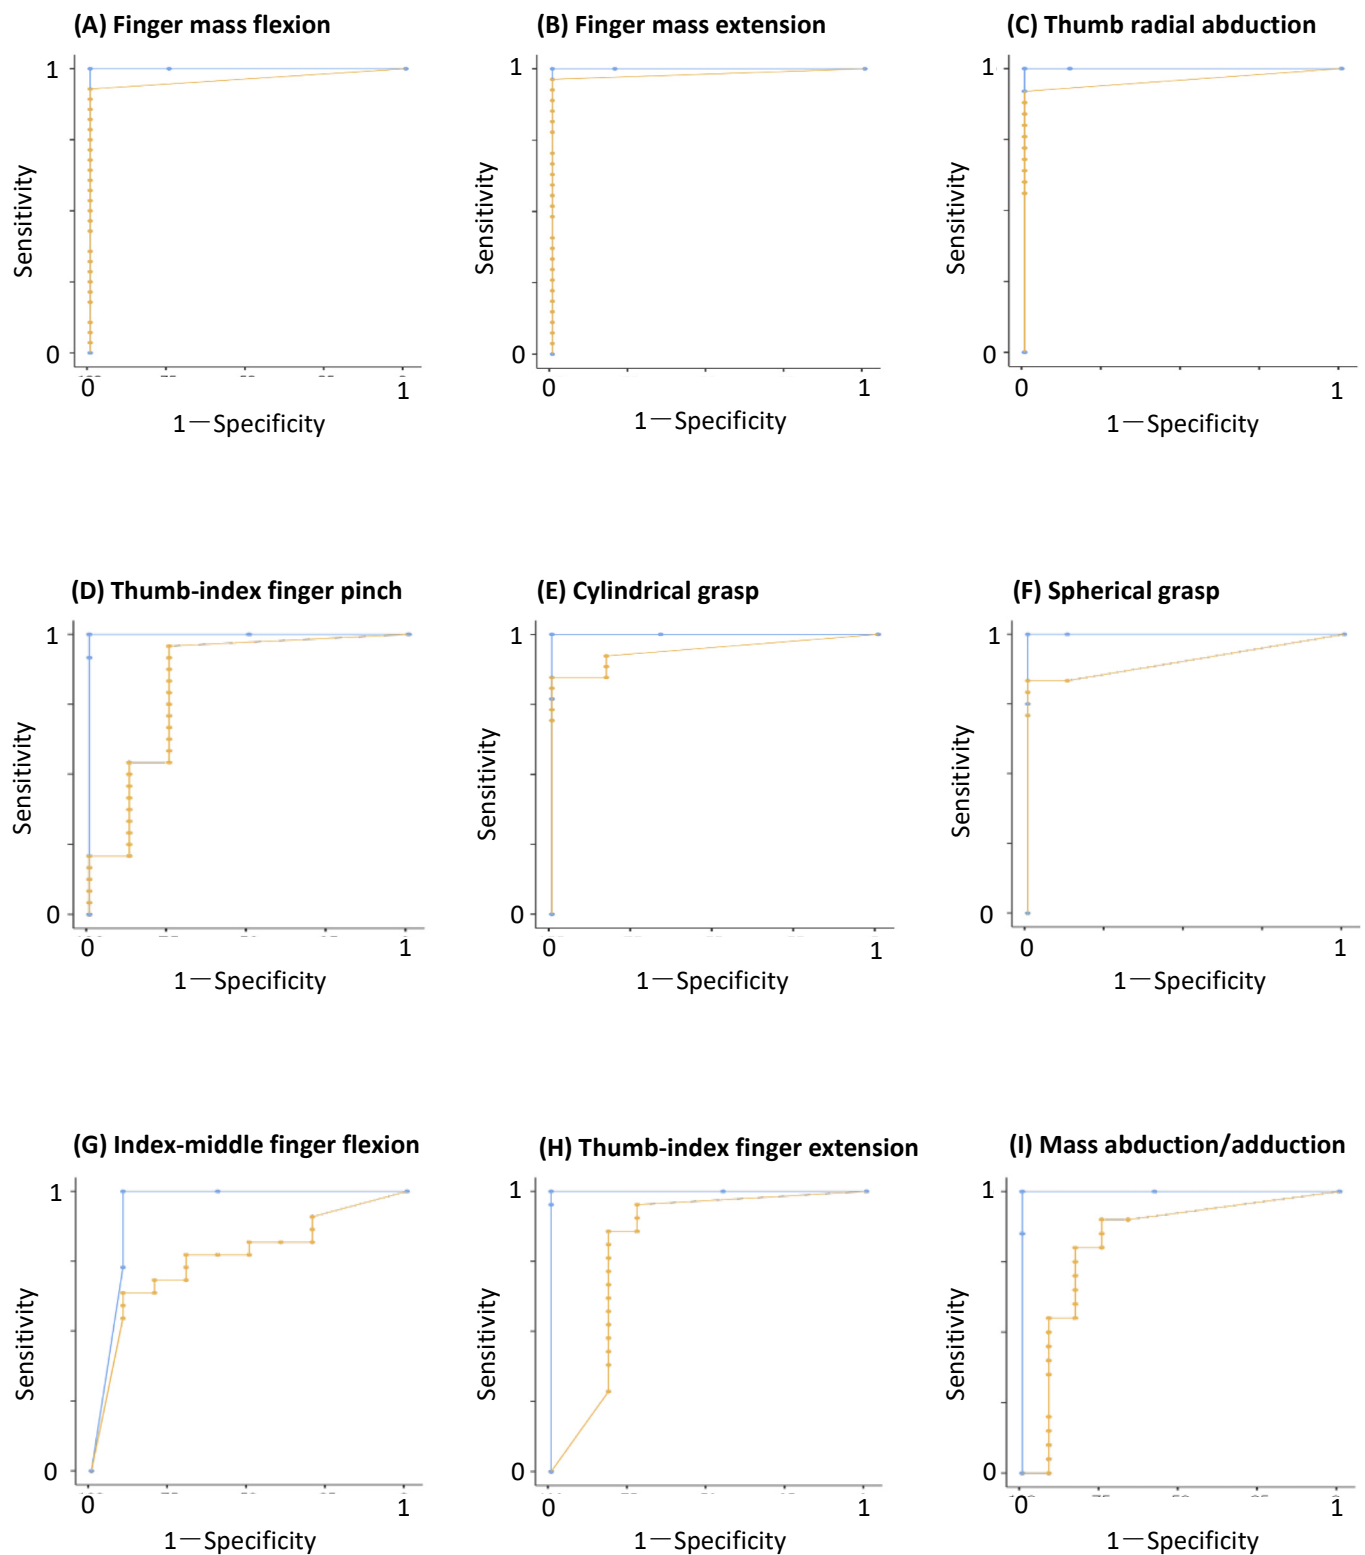 (A) Finger mass flexion
(B) Finger mass extension
(C) Thumb radial abduction
1
1
1
Sensitivity
Sensitivity
Sensitivity
0
0
0
0
1
0
1
0
1
1—Specificity
1—Specificity
1—Specificity
(D) Thumb-index finger pinch
(E) Cylindrical grasp
(F) Spherical grasp
1
1
1
Sensitivity
Sensitivity
Sensitivity
0
0
0
0
1
0
1
0
1
1—Specificity
1—Specificity
1—Specificity
(G) Index-middle finger flexion
(H) Thumb-index finger extension
(I) Mass abduction/adduction
1
1
1
Sensitivity
Sensitivity
Sensitivity
0
0
0
0
1
0
1
0
1
1—Specificity
1—Specificity
1—Specificity